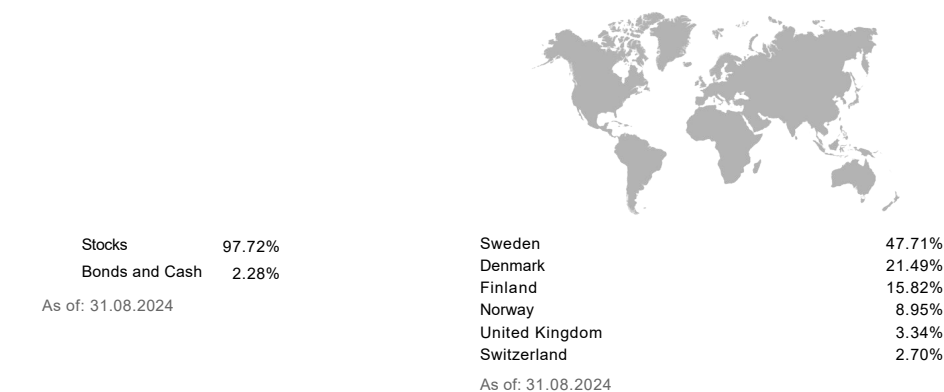 Stocks 97.72%
Bonds and Cash 2.28%
As of: 31.08.2024
Sweden 47.71%
Denmark 21.49%
Finland 15.82%
Norway 8.95%
United Kingdom 3.34%
Switzerland 2.70%
As of: 31.08.2024